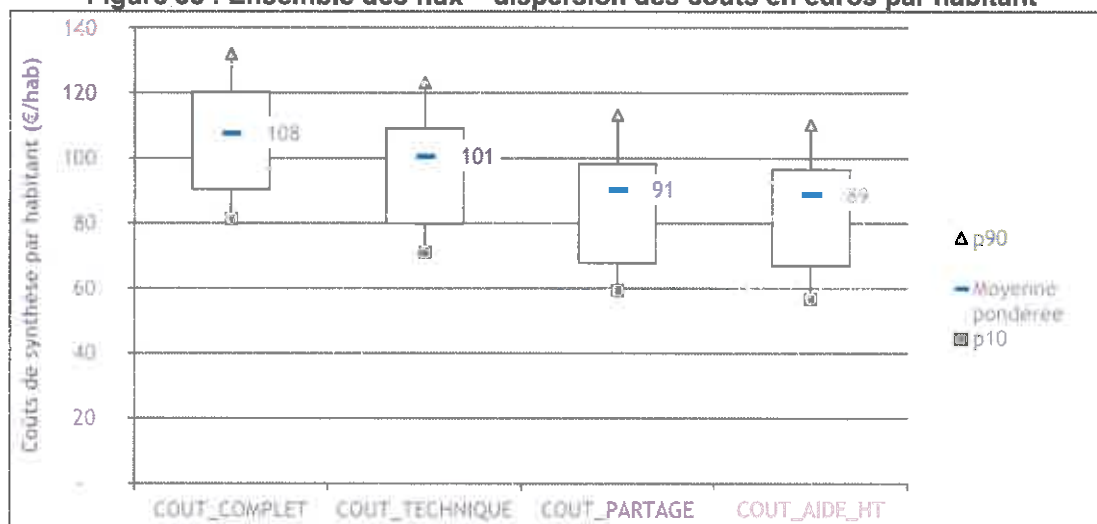 Figure 30 : Ensemble des flux – dispersion des coûts en euros par habitant
Coûts de synthèse par habitant (€/hab)
140
120
100
80
60
40
20
-
108
101
91
89
p90
Moyenne
pondérée
p10
COUT_COMPLET COUT_TECHNIQUE COUT_PARTAGE COUT_AIDE_HT